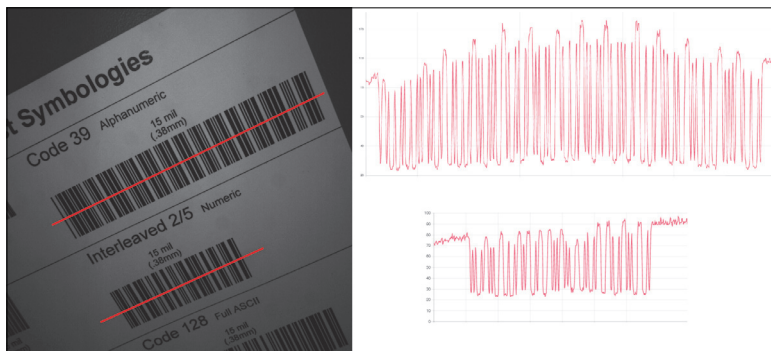 ot Symbologies
Code 39 Alphanumeric
15 mil
(.38mm)
Interleaved 2/5 Numeric
15 mil
(.38mm)
Code 128 Full ASCII
15 mil
100
90
80
70
60
50
40
30
20
10
0